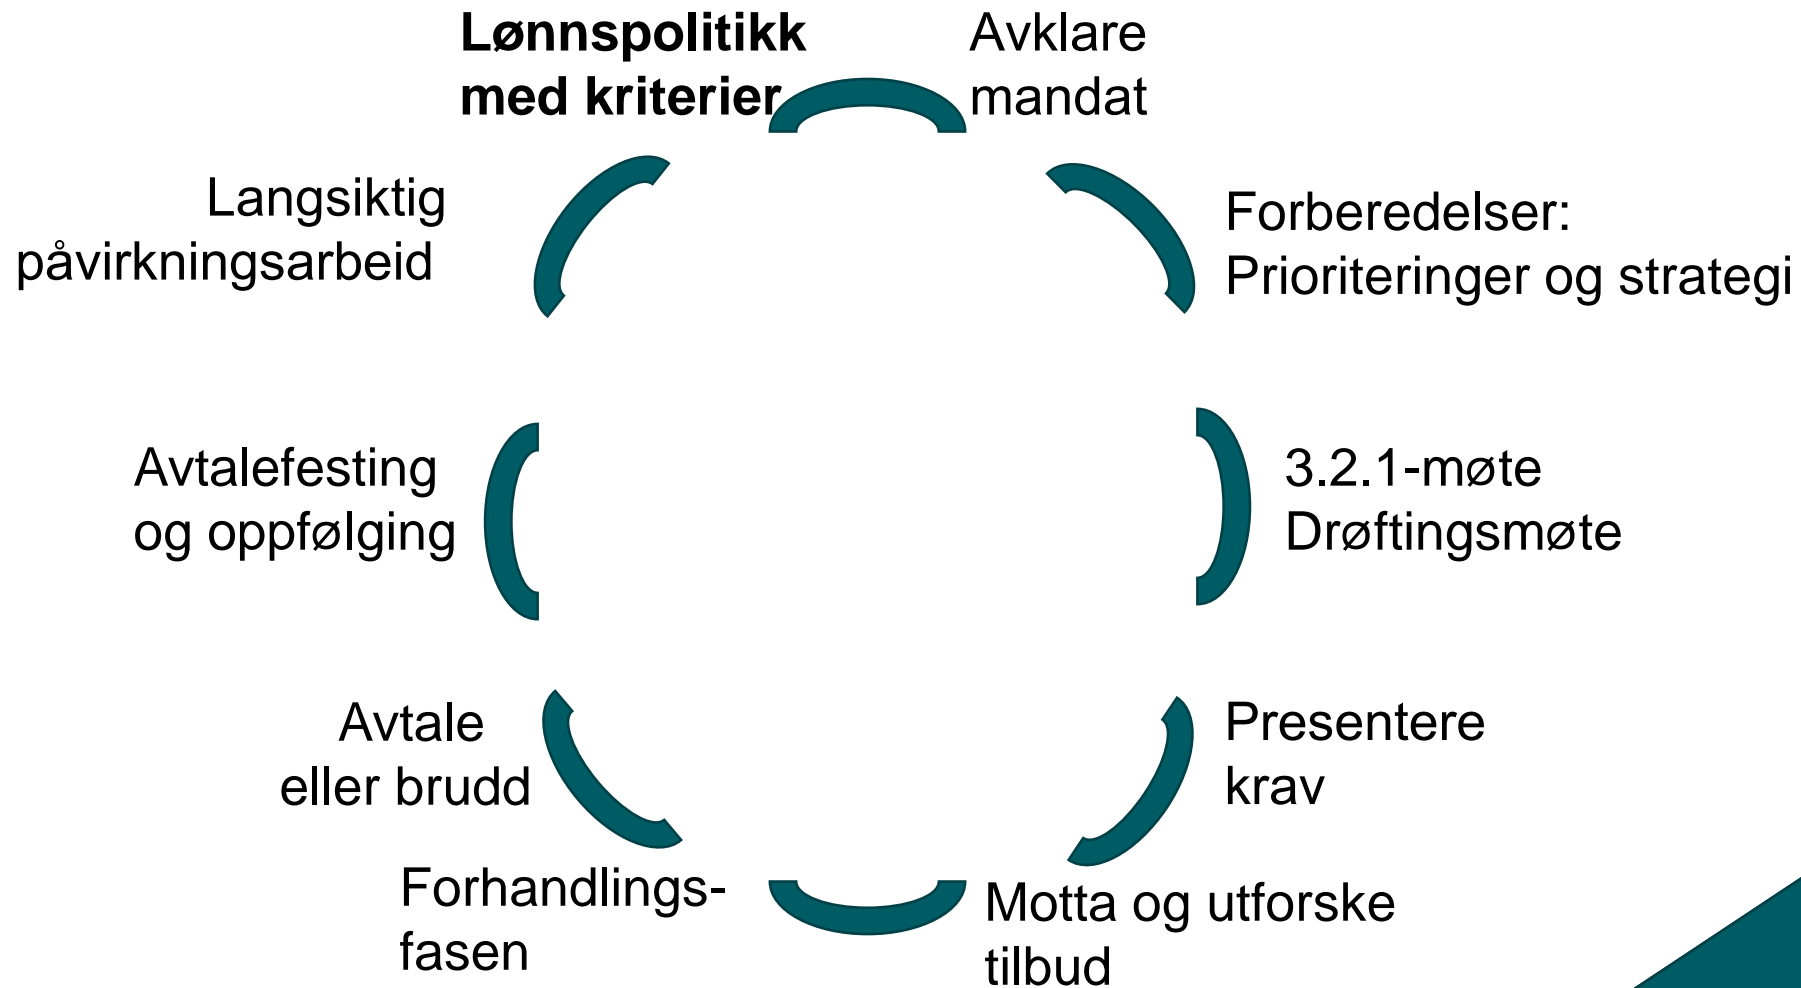 Lønnspolitikk
med kriterier
Avklare
mandat
Forberedelser:
Prioriteringer og strategi
3.2.1-møte
Drøftingsmøte
Presentere
krav
Motta og utforske
tilbud
Forhandlings-
fasen
Avtale
eller brudd
Avtalefesting
og oppfølging
Langsiktig
påvirkningsarbeid